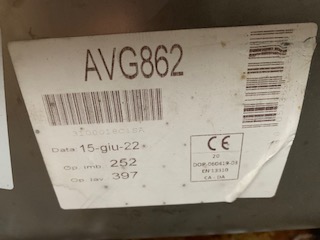 AVG862
Data 15-giu-22
Op. imb. 252
Op. lav 397
CE
20
EN 13310